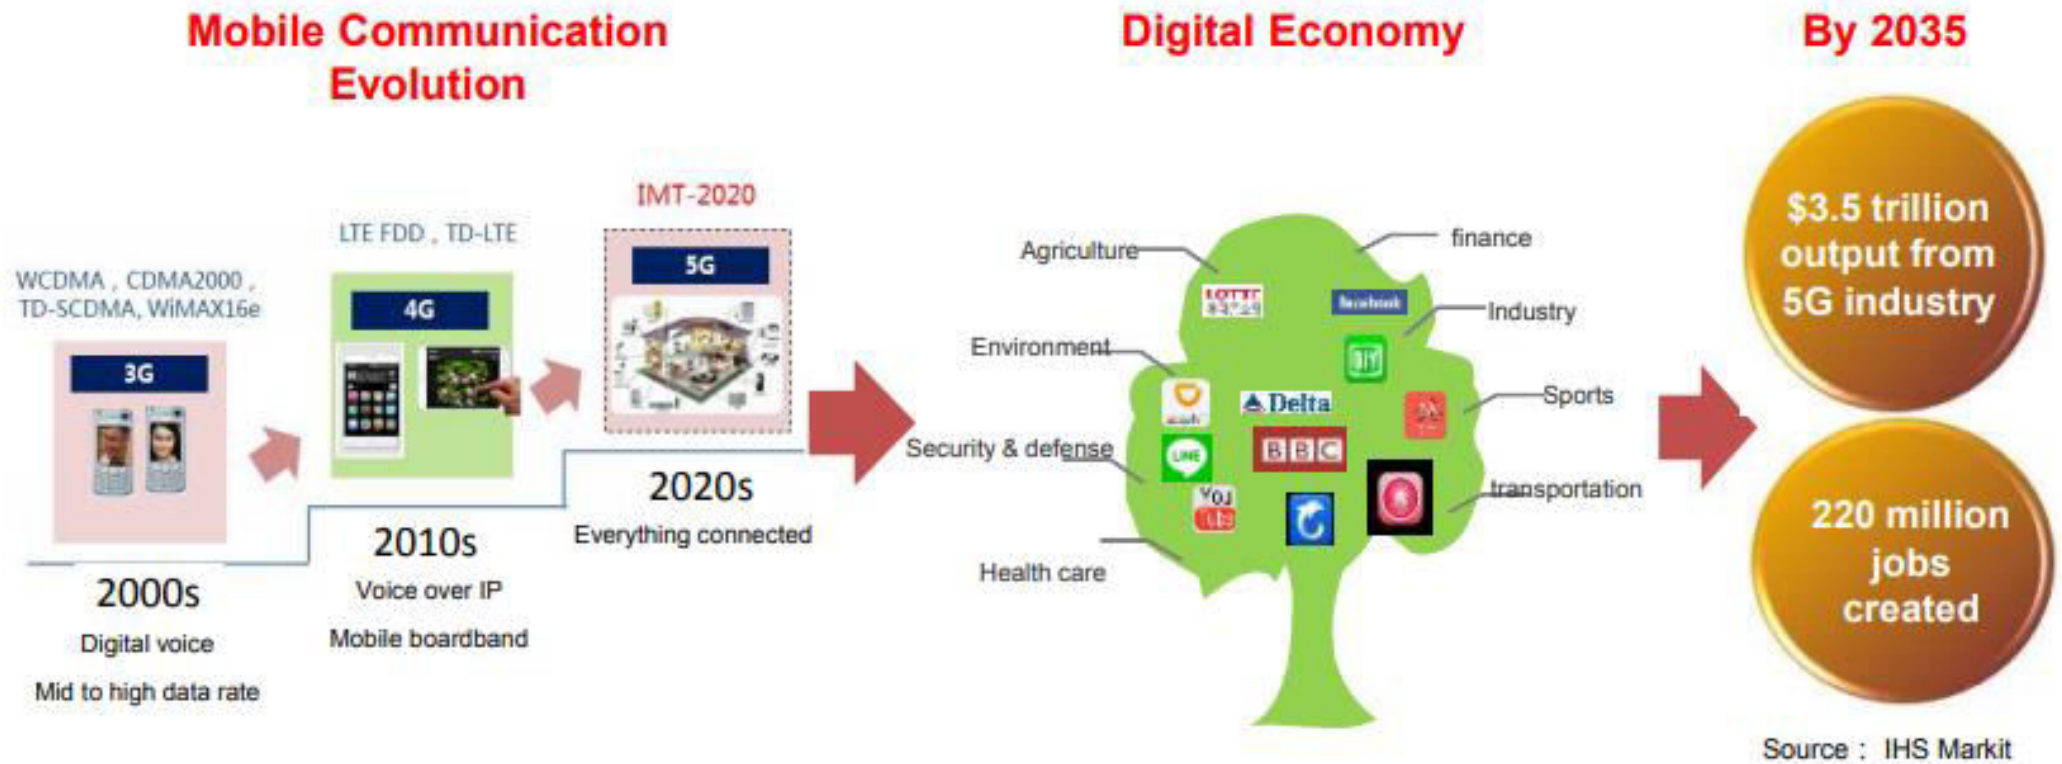 Mobile Communication
Evolution
Digital Economy
By 2035
WCDMA , CDMA2000 ,
TD-SCDMA, WiMAX16e
3G
2000s
Digital voice
Mid to high data rate
LTE FDD , TD-LTE
4G
2010s
Voice over IP
Mobile boardband
IMT-2020
5G
2020s
Everything connected
Agriculture
finance
Environment
Industry
Sports
Security & defense
transportation
Health care
LOTTE
facebook
Delta
BBC
LINE
$3.5 trillion
output from
5G industry
220 million
jobs
created
Source : IHS Markit